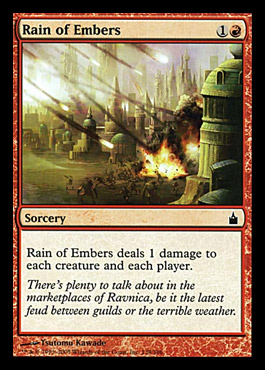 Rain of Embers 1
Sorcery
Rain of Embers deals 1 damage to
each creature and each player.
There's plenty to talk about in the
marketplaces of Ravnica, be it the latest
feud between guilds or the terrible weather.
Tsutomu Kawade